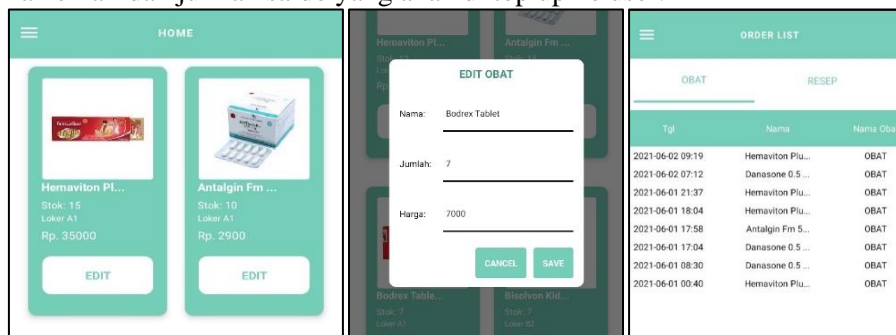 HOME
Hemaviton Pl...
Stok: 15
Loker A1
Rp. 35000
EDIT
Antalgin Fm ...
Stok: 10
Loker A1
Rp. 2900
EDIT
Hemaviton Pl...
Antalgin Fm ...
EDIT OBAT
Nama: Bodrex Tablet
Jumlah: 7
Harga: 7000
CANCEL SAVE
Bodrex Table...
Stok: 7
Loker A1
Bisolvon Kid...
Stok: 7
Loker B2
ORDER LIST
OBAT RESEP
Tgl Nama Nama Oba
2021-06-02 09:19 Hemaviton Plu... OBAT
2021-06-02 07:12 Danasone 0.5 ... OBAT
2021-06-01 21:37 Hemaviton Plu... OBAT
2021-06-01 18:04 Hemaviton Plu... OBAT
2021-06-01 17:58 Antalgin Fm 5... OBAT
2021-06-01 17:04 Danasone 0.5 ... OBAT
2021-06-01 08:30 Danasone 0.5 ... OBAT
2021-06-01 00:40 Hemaviton Plu... OBAT